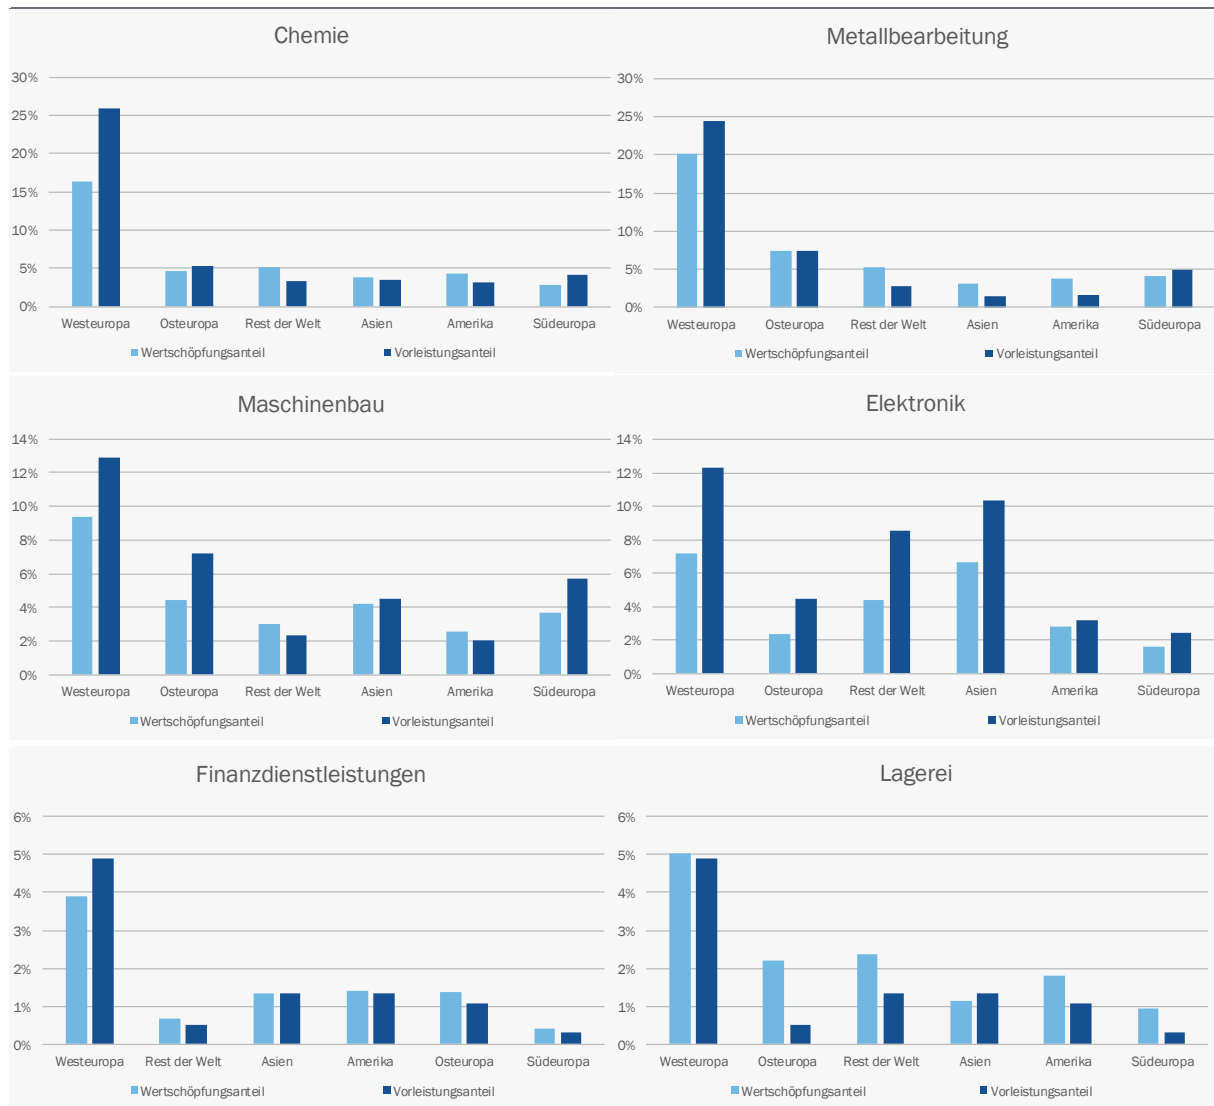 Chemie
30%
25%
20%
15%
10%
5%
0%
Westeuropa Osteuropa Rest der Welt Asien Amerika Südeuropa
Wertschöpfungsanteil Vorleistungsanteil
Metallbearbeitung
30%
25%
20%
15%
10%
5%
0%
Westeuropa Osteuropa Rest der Welt Asien Amerika Südeuropa
Wertschöpfungsanteil Vorleistungsanteil
Maschinenbau
14%
12%
10%
8%
6%
4%
2%
0%
Westeuropa Osteuropa Rest der Welt Asien Amerika Südeuropa
Wertschöpfungsanteil Vorleistungsanteil
Elektronik
14%
12%
10%
8%
6%
4%
2%
0%
Westeuropa Osteuropa Rest der Welt Asien Amerika Südeuropa
Wertschöpfungsanteil Vorleistungsanteil
Finanzdienstleistungen
6%
5%
4%
3%
2%
1%
0%
Westeuropa Rest der Welt Asien Amerika Osteuropa Südeuropa
Wertschöpfungsanteil Vorleistungsanteil
Lagerei
6%
5%
4%
3%
2%
1%
0%
Westeuropa Osteuropa Rest der Welt Asien Amerika Südeuropa
Wertschöpfungsanteil Vorleistungsanteil